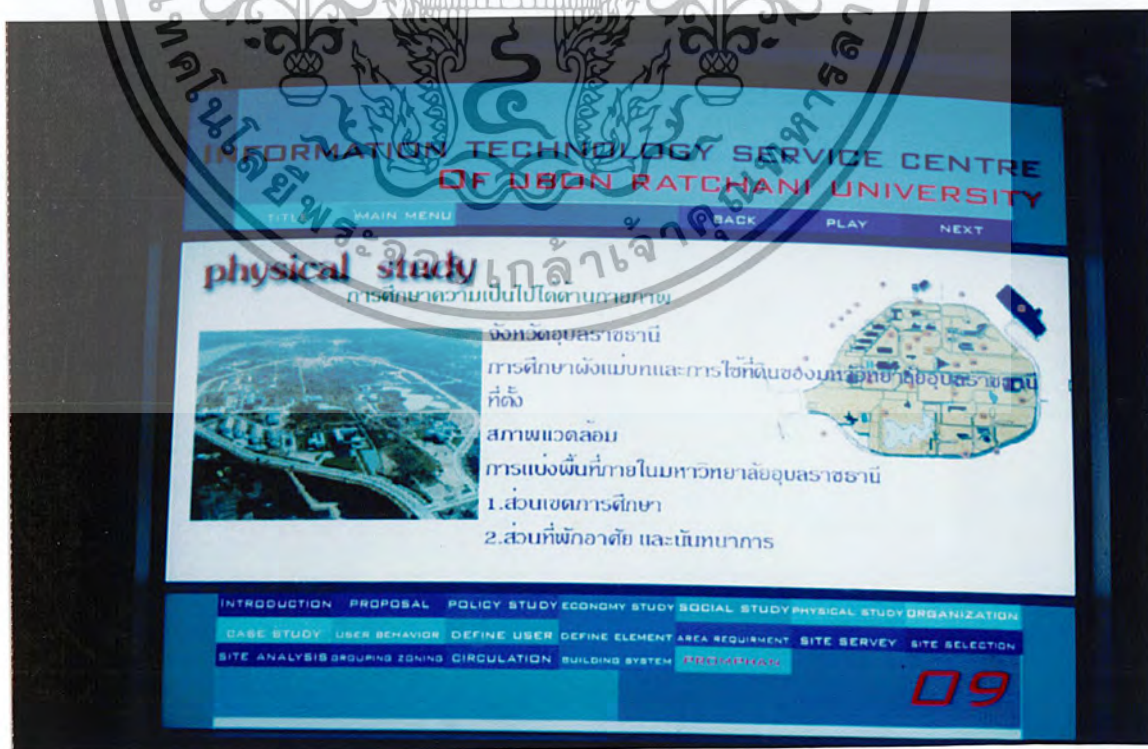 INFORMATION TECHNOLOGY SERVICE CENTRE
OF UBON RATCHANI UNIVERSITY
TITLE MAIN MENU BACK PLAY NEXT
physical study
การศึกษาความเป็นไปได้ด้านกายภาพ
จังหวัดอุบลราชธานี
การศึกษาผังแม่บทและการใช้ที่ดินของมหาวิทยาลัยอุบลราชธานี
ที่ตั้ง
สภาพแวดล้อม
การแบ่งพื้นที่ภายในมหาวิทยาลัยอุบลราชธานี
1.ส่วนเขตการศึกษา
2.ส่วนที่พักอาศัย และนันทนาการ
INTRODUCTION PROPOSAL POLICY STUDY ECONOMY STUDY SOCIAL STUDY PHYSICAL STUDY ORGANIZATION
CASE STUDY USER BEHAVIOR DEFINE USER DEFINE ELEMENT AREA REQUIRMENT SITE SERVEY SITE SELECTION
SITE ANALYSIS GROUPING ZONING CIRCULATION BUILDING SYSTEM PROMPHAN
09